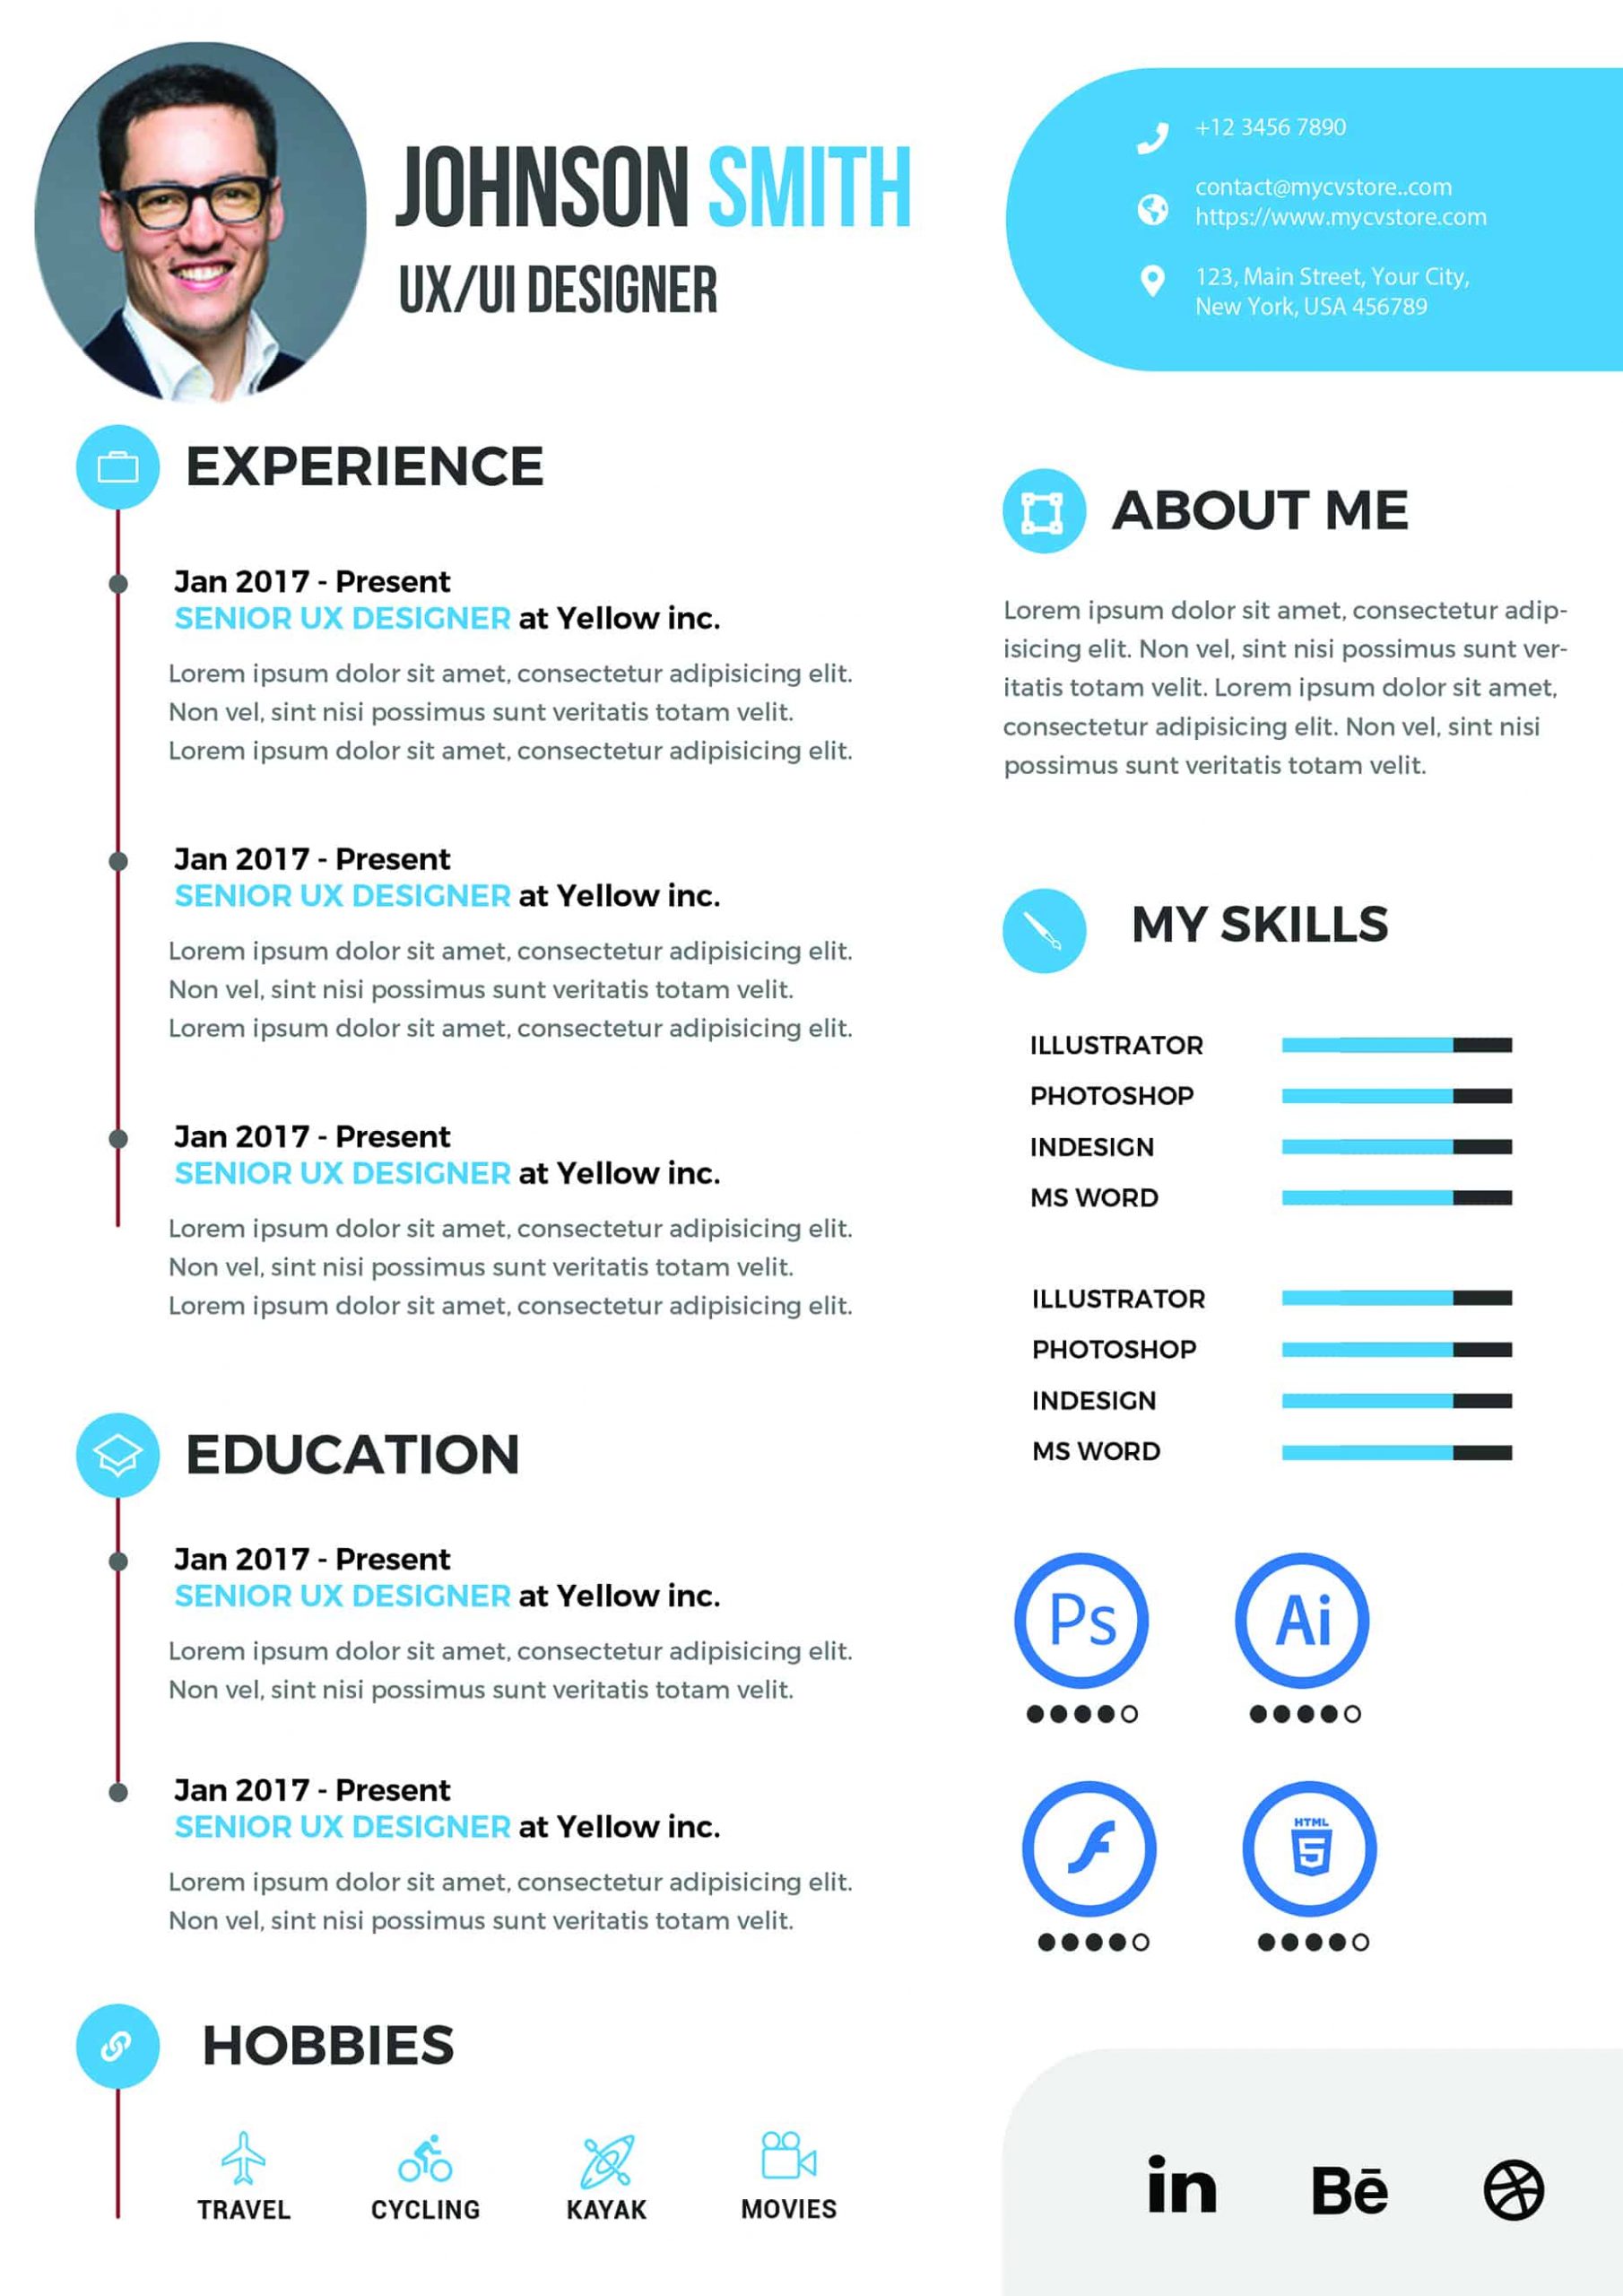 JOHNSON SMITH
UX/UI DESIGNER
+12 3456 7890
contact@mycvstore..com
https://www.mycvstore.com
123, Main Street, Your City,
New York, USA 456789
EXPERIENCE
Jan 2017 - Present
SENIOR UX DESIGNER at Yellow inc.
Lorem ipsum dolor sit amet, consectetur adipisicing elit.
Non vel, sint nisi possimus sunt veritatis totam velit.
Lorem ipsum dolor sit amet, consectetur adipisicing elit.
Jan 2017 - Present
SENIOR UX DESIGNER at Yellow inc.
Lorem ipsum dolor sit amet, consectetur adipisicing elit.
Non vel, sint nisi possimus sunt veritatis totam velit.
Lorem ipsum dolor sit amet, consectetur adipisicing elit.
Jan 2017 - Present
SENIOR UX DESIGNER at Yellow inc.
Lorem ipsum dolor sit amet, consectetur adipisicing elit.
Non vel, sint nisi possimus sunt veritatis totam velit.
Lorem ipsum dolor sit amet, consectetur adipisicing elit.
EDUCATION
Jan 2017 - Present
SENIOR UX DESIGNER at Yellow inc.
Lorem ipsum dolor sit amet, consectetur adipisicing elit.
Non vel, sint nisi possimus sunt veritatis totam velit.
Jan 2017 - Present
SENIOR UX DESIGNER at Yellow inc.
Lorem ipsum dolor sit amet, consectetur adipisicing elit.
Non vel, sint nisi possimus sunt veritatis totam velit.
HOBBIES
TRAVEL
CYCLING
KAYAK
MOVIES
ABOUT ME
Lorem ipsum dolor sit amet, consectetur adip-
isicing elit. Non vel, sint nisi possimus sunt ver-
itatis totam velit. Lorem ipsum dolor sit amet,
consectetur adipisicing elit. Non vel, sint nisi
possimus sunt veritatis totam velit.
MY SKILLS
ILLUSTRATOR
PHOTOSHOP
INDESIGN
MS WORD
ILLUSTRATOR
PHOTOSHOP
INDESIGN
MS WORD
Ps
Ai
HTML
5
in
Bē